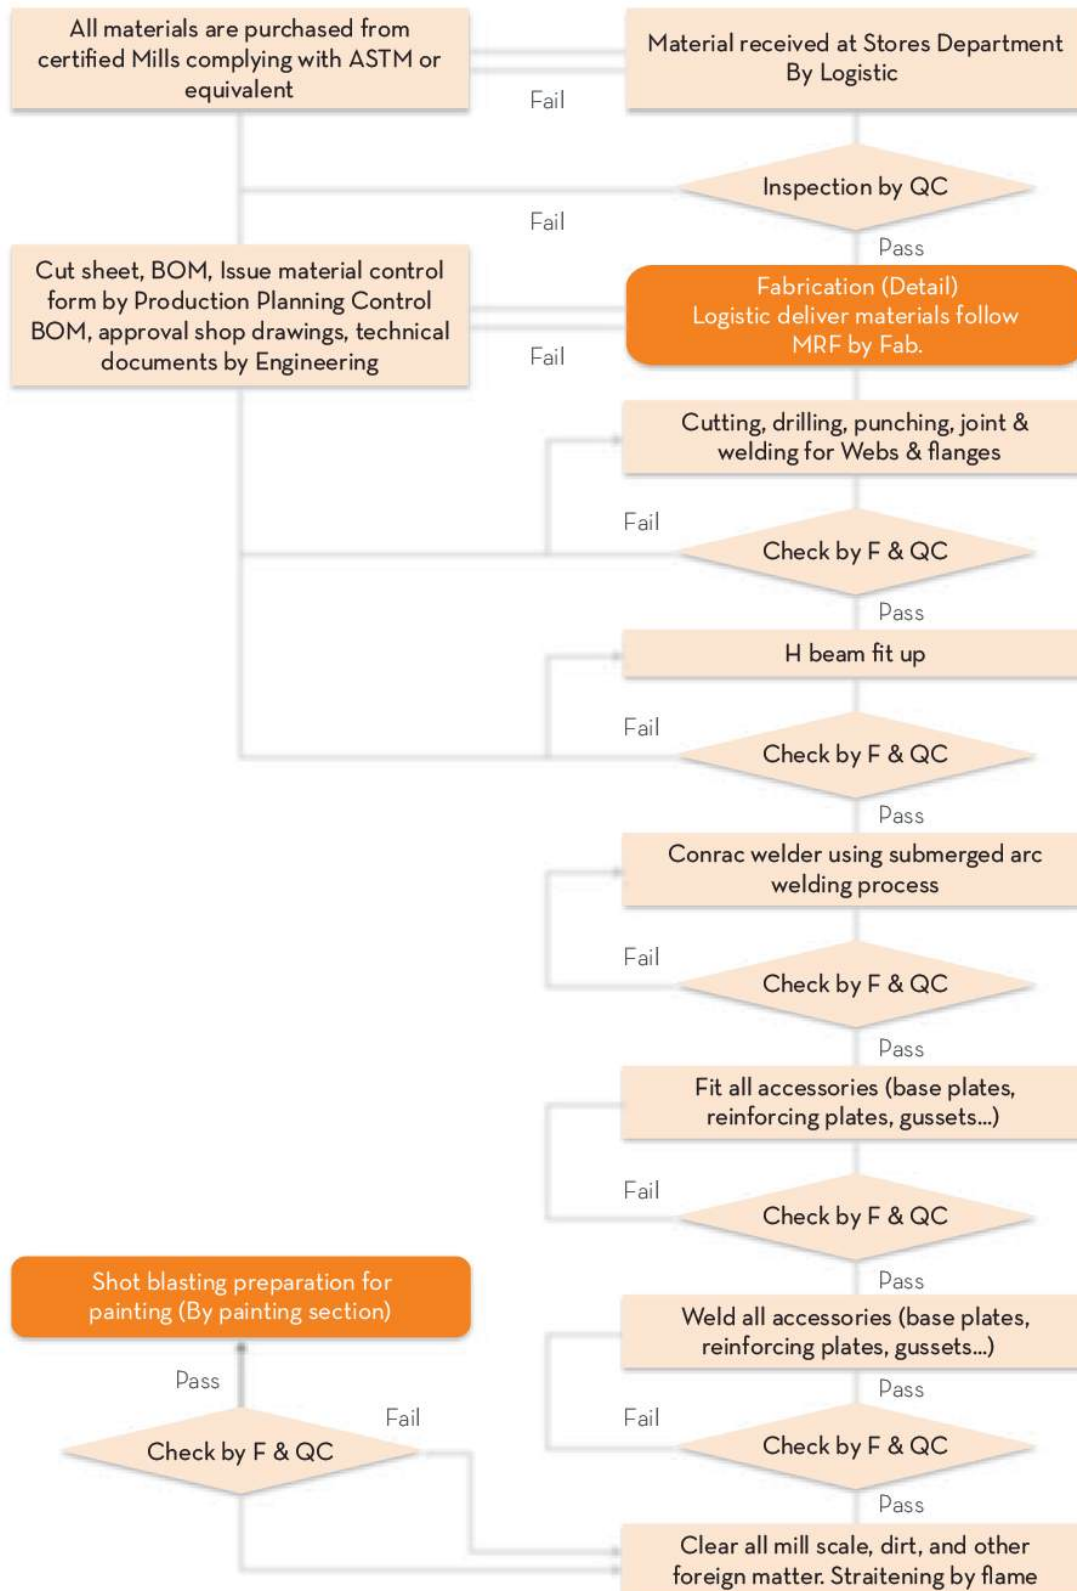 All materials are purchased from
certified Mills complying with ASTM or
equivalent
Fail
Material received at Stores Department
By Logistic
Inspection by QC
Fail
Pass
Cut sheet, BOM, Issue material control
form by Production Planning Control
BOM, approval shop drawings, technical
documents by Engineering
Fail
Fabrication (Detail)
Logistic deliver materials follow
MRF by Fab.
Cutting, drilling, punching, joint &
welding for Webs & flanges
Fail
Check by F & QC
Pass
H beam fit up
Fail
Check by F & QC
Pass
Conrac welder using submerged arc
welding process
Fail
Check by F & QC
Pass
Fit all accessories (base plates,
reinforcing plates, gussets...)
Fail
Check by F & QC
Pass
Weld all accessories (base plates,
reinforcing plates, gussets...)
Pass
Fail
Check by F & QC
Pass
Clear all mill scale, dirt, and other
foreign matter. Straitening by flame
Shot blasting preparation for
painting (By painting section)
Pass
Fail
Check by F & QC